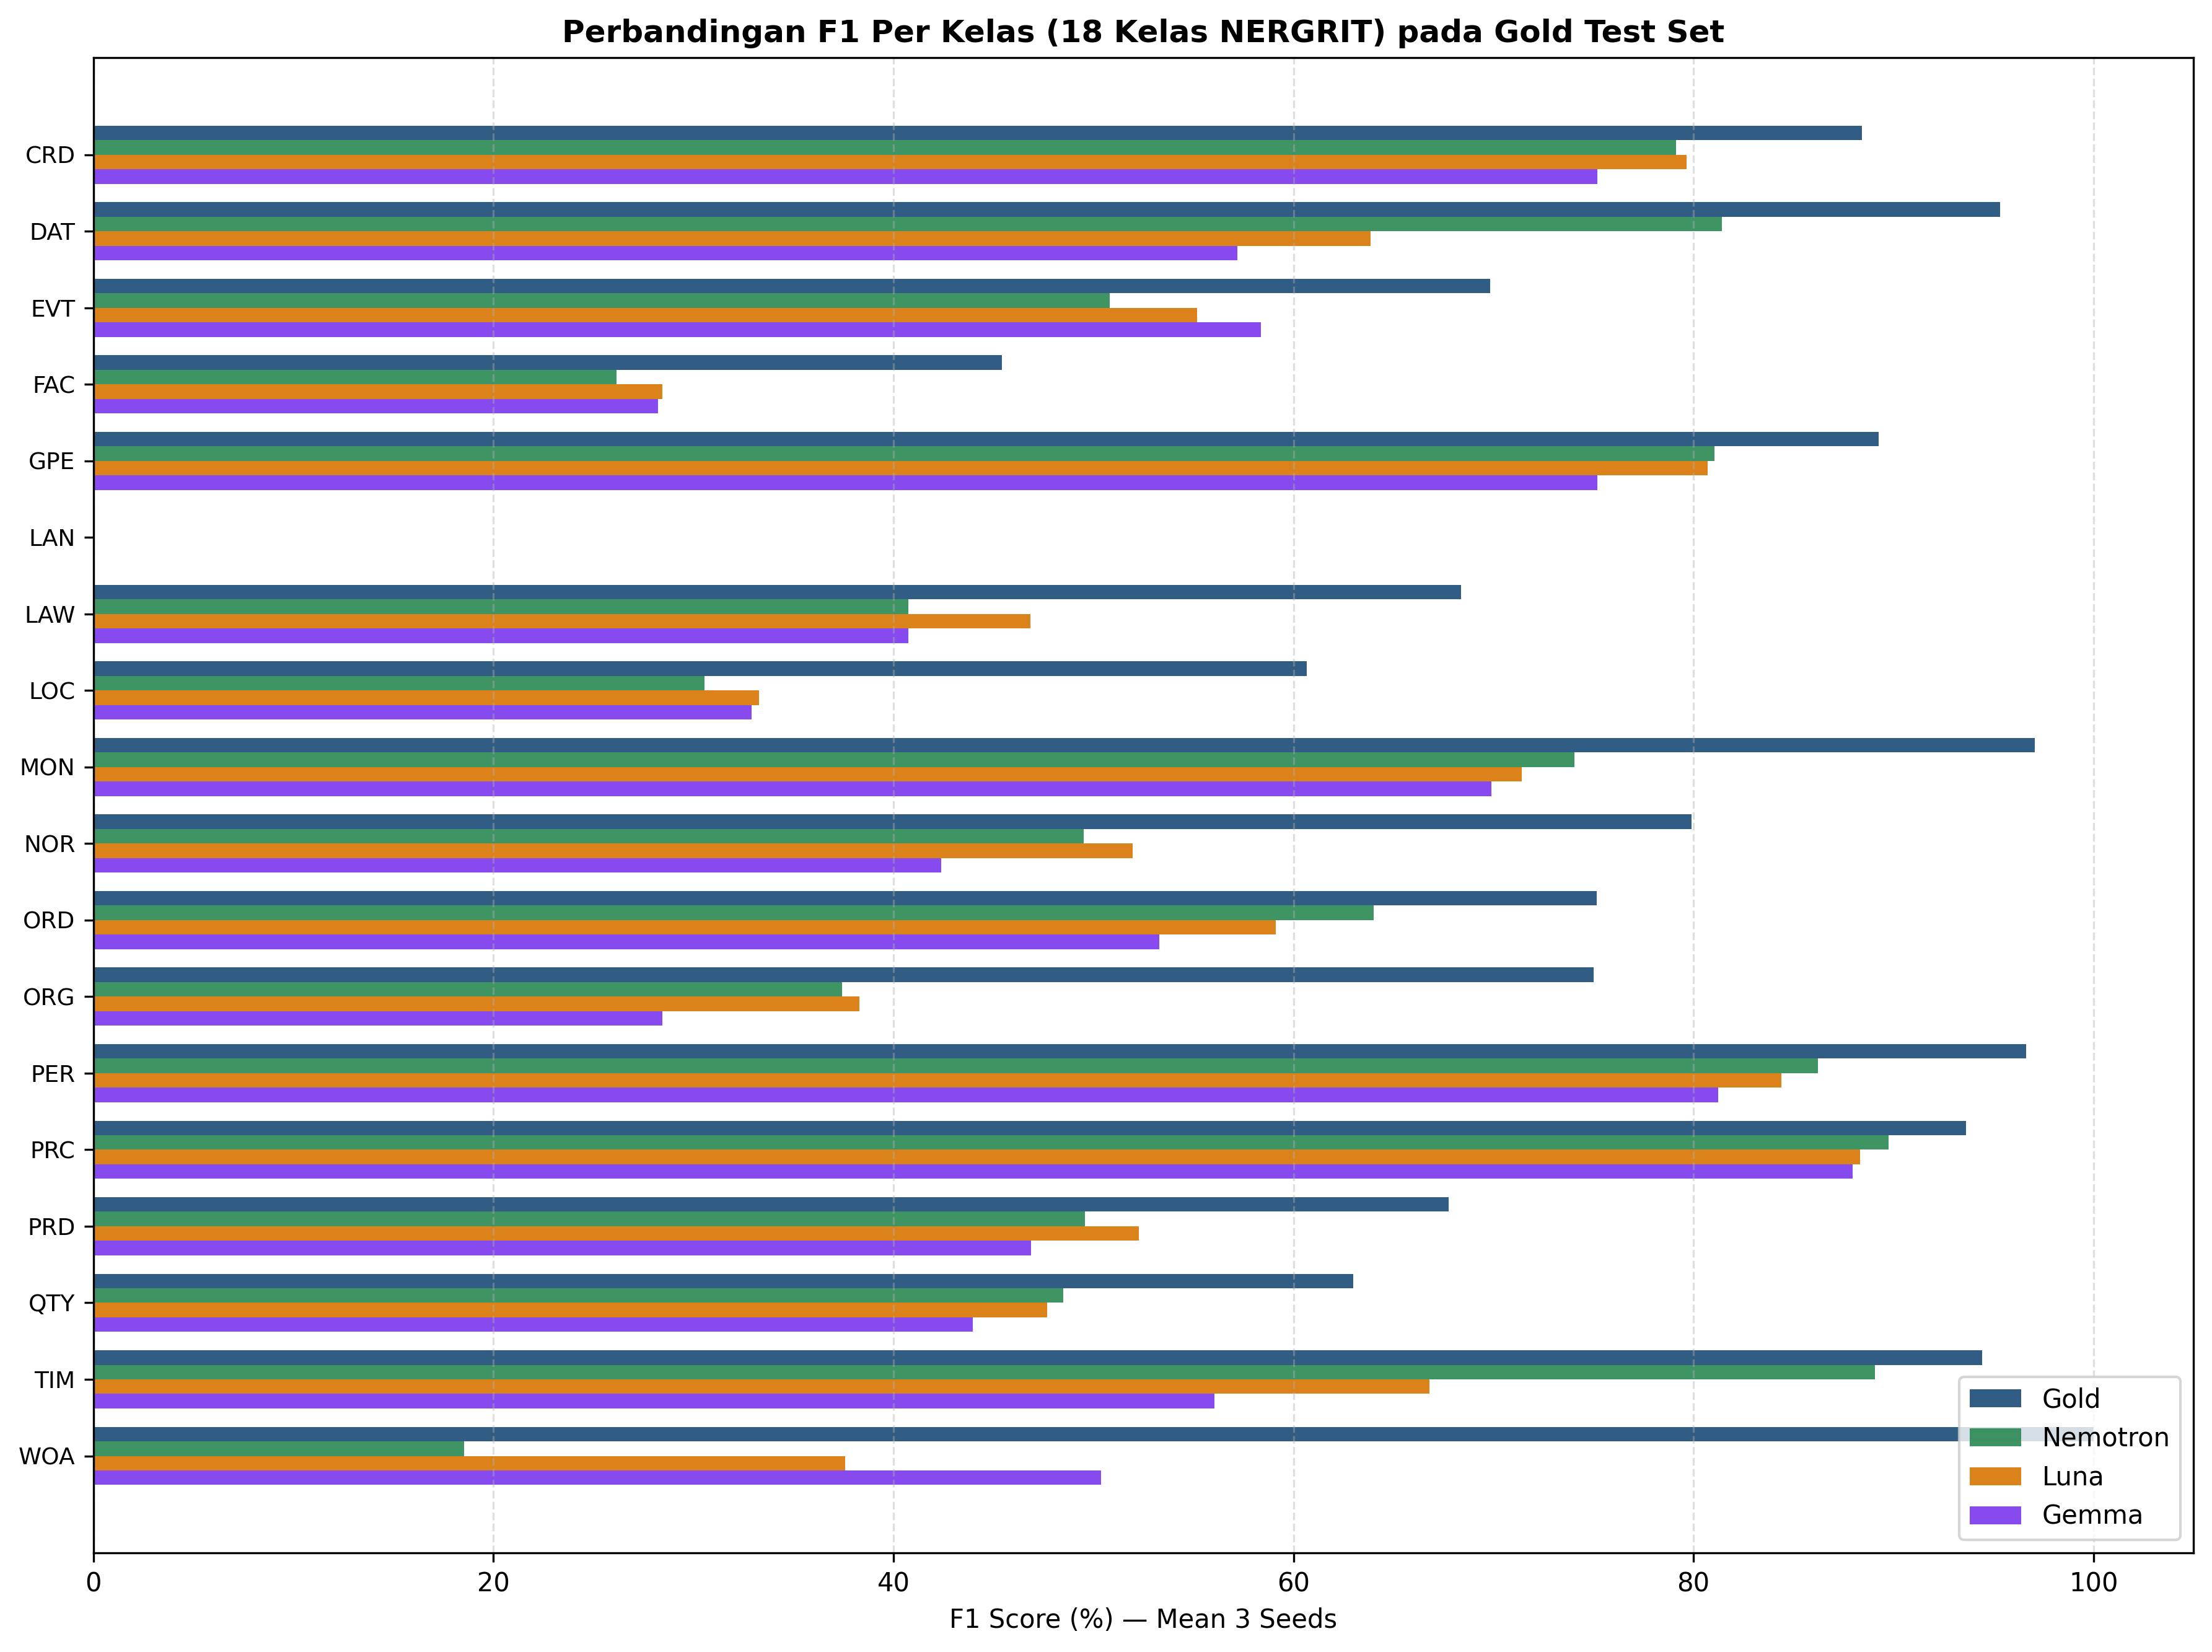 Perbandingan F1 Per Kelas (18 Kelas NERGRIT) pada Gold Test Set
CRD
DAT
EVT
FAC
GPE
LAN
LAW
LOC
MON
NOR
ORD
ORG
PER
PRC
PRD
QTY
TIM
WOA
Gold
Nemotron
Luna
Gemma
0 20 40 60 80 100
F1 Score (%) — Mean 3 Seeds